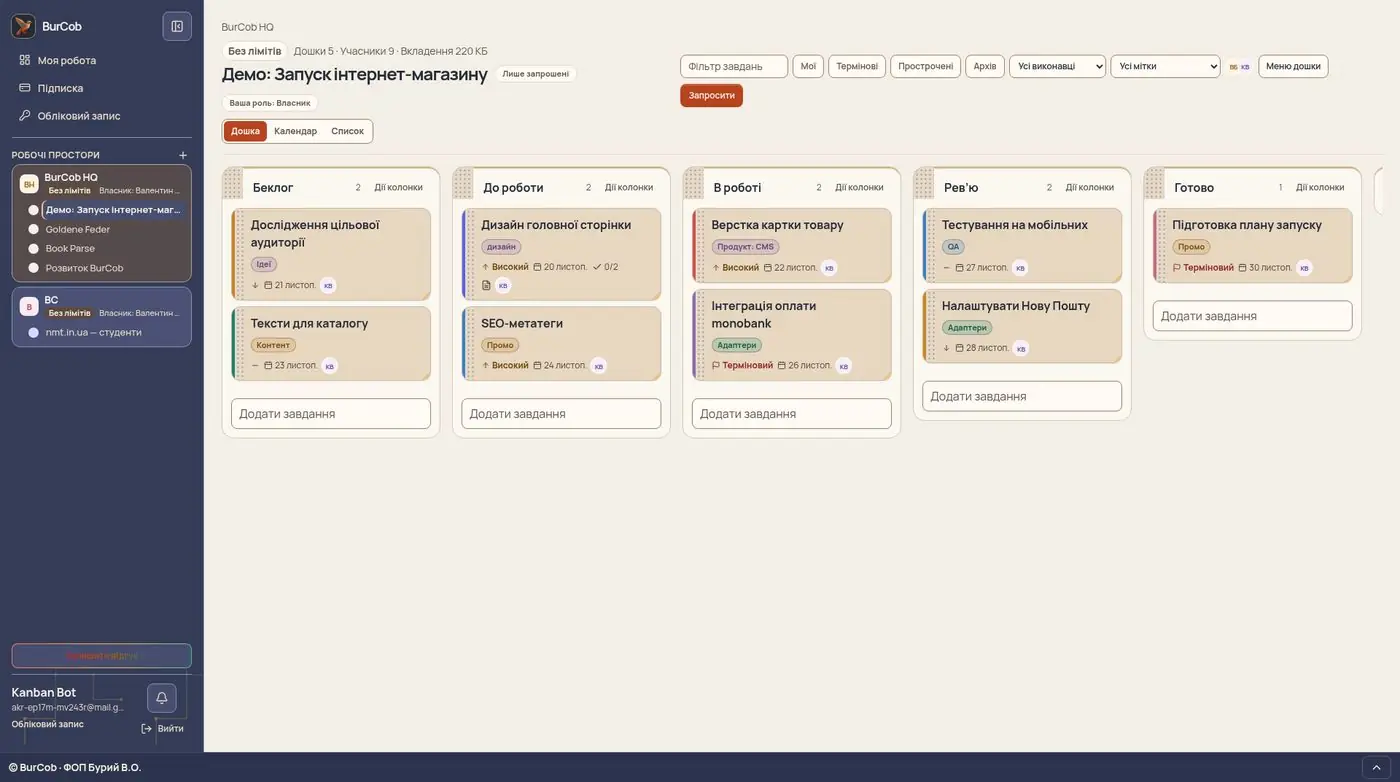 BurCob
Моя робота
Підписка
Обліковий запис
РОБОЧІ ПРОСТОРИ
BH
BurCob HQ
Без лімітів Власник: Валентин ...
Демо: Запуск інтернет-маг...
Goldene Feder
Book Parse
Розвиток BurCob
B
BC
Без лімітів Власник: Валентин ...
nmt.in.ua — студенти
Kanban Bot
akr-ep17m-mv243r@mail.g...
Обліковий запис
Вийти
BurCob HQ
Без лімітів Дошки 5 · Учасники 9 · Вкладення 220 КБ
Демо: Запуск інтернет-магазину Лише запрошені
Ваша роль: Власник
Фільтр завдань Мої Термінові Прострочені Архів Усі виконавці Усі мітки ВБ КВ Меню дошки
Запросити
Дошка Календар Список
Беклог 2 Дії колонки
Дослідження цільової
аудиторії
Ідеї
↓ 21 листоп. КВ
Тексти для каталогу
Контент
– 23 листоп. КВ
Додати завдання
До роботи 2 Дії колонки
Дизайн головної сторінки
дизайн
↑ Високий 20 листоп. 0/2
КВ
SEO-метатеги
Промо
↑ Високий 24 листоп. КВ
Додати завдання
В роботі 2 Дії колонки
Верстка картки товару
Продукт: CMS
↑ Високий 22 листоп. КВ
Інтеграція оплати
monobank
Адаптери
Терміновий 26 листоп. КВ
Додати завдання
Рев’ю 2 Дії колонки
Тестування на мобільних
QA
– 27 листоп. КВ
Налаштувати Нову Пошту
Адаптери
↓ 28 листоп. КВ
Додати завдання
Готово 1 Дії колонки
Підготовка плану запуску
Промо
Терміновий 30 листоп. КВ
Додати завдання
© BurCob · ФОП Бурий В.О.